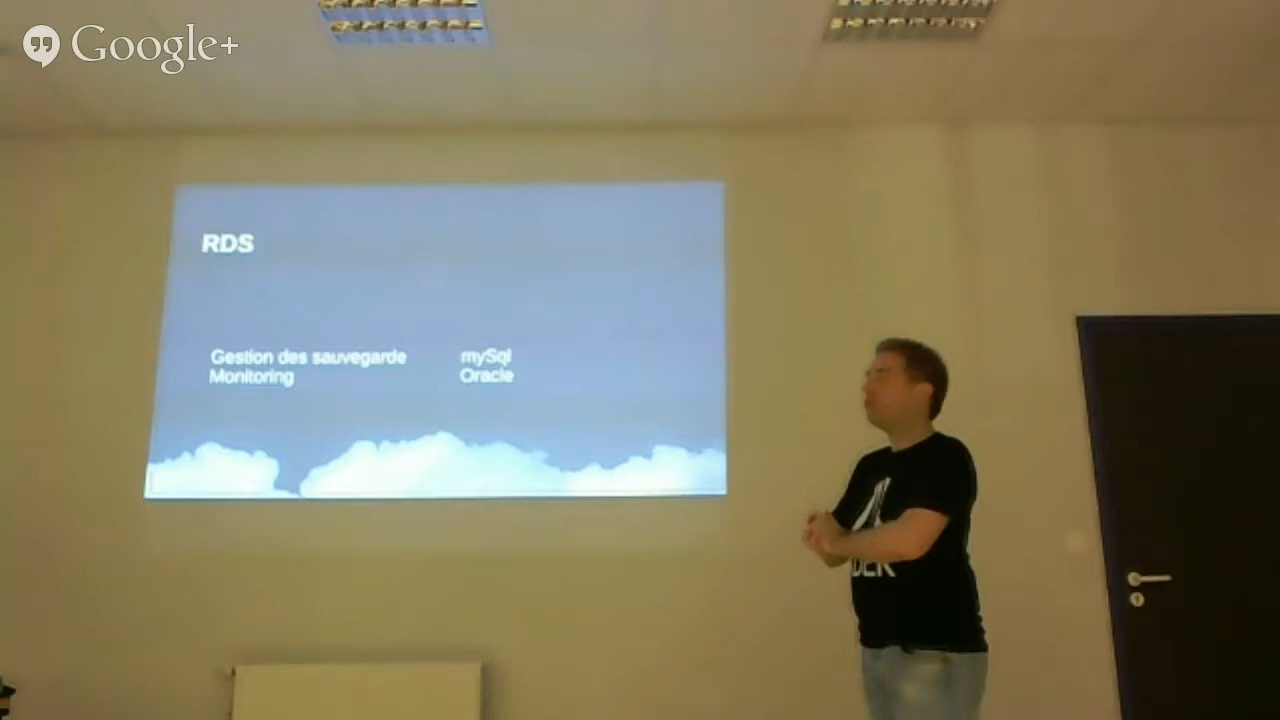 Google+
RDS
Gestion des sauvegarde
Monitoring
mySql
Oracle